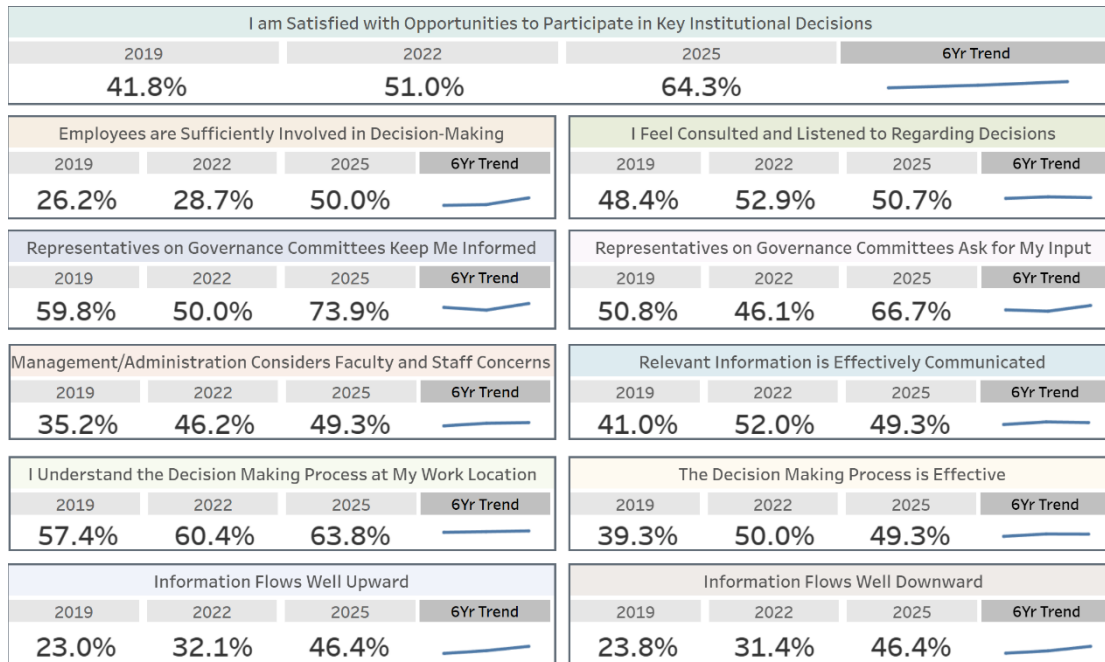 I am Satisfied with Opportunities to Participate in Key Institutional Decisions
2019 2022 2025 6Yr Trend
41.8% 51.0% 64.3%
Employees are Sufficiently Involved in Decision-Making
2019 2022 2025 6Yr Trend
26.2% 28.7% 50.0%
I Feel Consulted and Listened to Regarding Decisions
2019 2022 2025 6Yr Trend
48.4% 52.9% 50.7%
Representatives on Governance Committees Keep Me Informed
2019 2022 2025 6Yr Trend
59.8% 50.0% 73.9%
Representatives on Governance Committees Ask for My Input
2019 2022 2025 6Yr Trend
50.8% 46.1% 66.7%
Management/Administration Considers Faculty and Staff Concerns
2019 2022 2025 6Yr Trend
35.2% 46.2% 49.3%
Relevant Information is Effectively Communicated
2019 2022 2025 6Yr Trend
41.0% 52.0% 49.3%
I Understand the Decision Making Process at My Work Location
2019 2022 2025 6Yr Trend
57.4% 60.4% 63.8%
The Decision Making Process is Effective
2019 2022 2025 6Yr Trend
39.3% 50.0% 49.3%
Information Flows Well Upward
2019 2022 2025 6Yr Trend
23.0% 32.1% 46.4%
Information Flows Well Downward
2019 2022 2025 6Yr Trend
23.8% 31.4% 46.4%